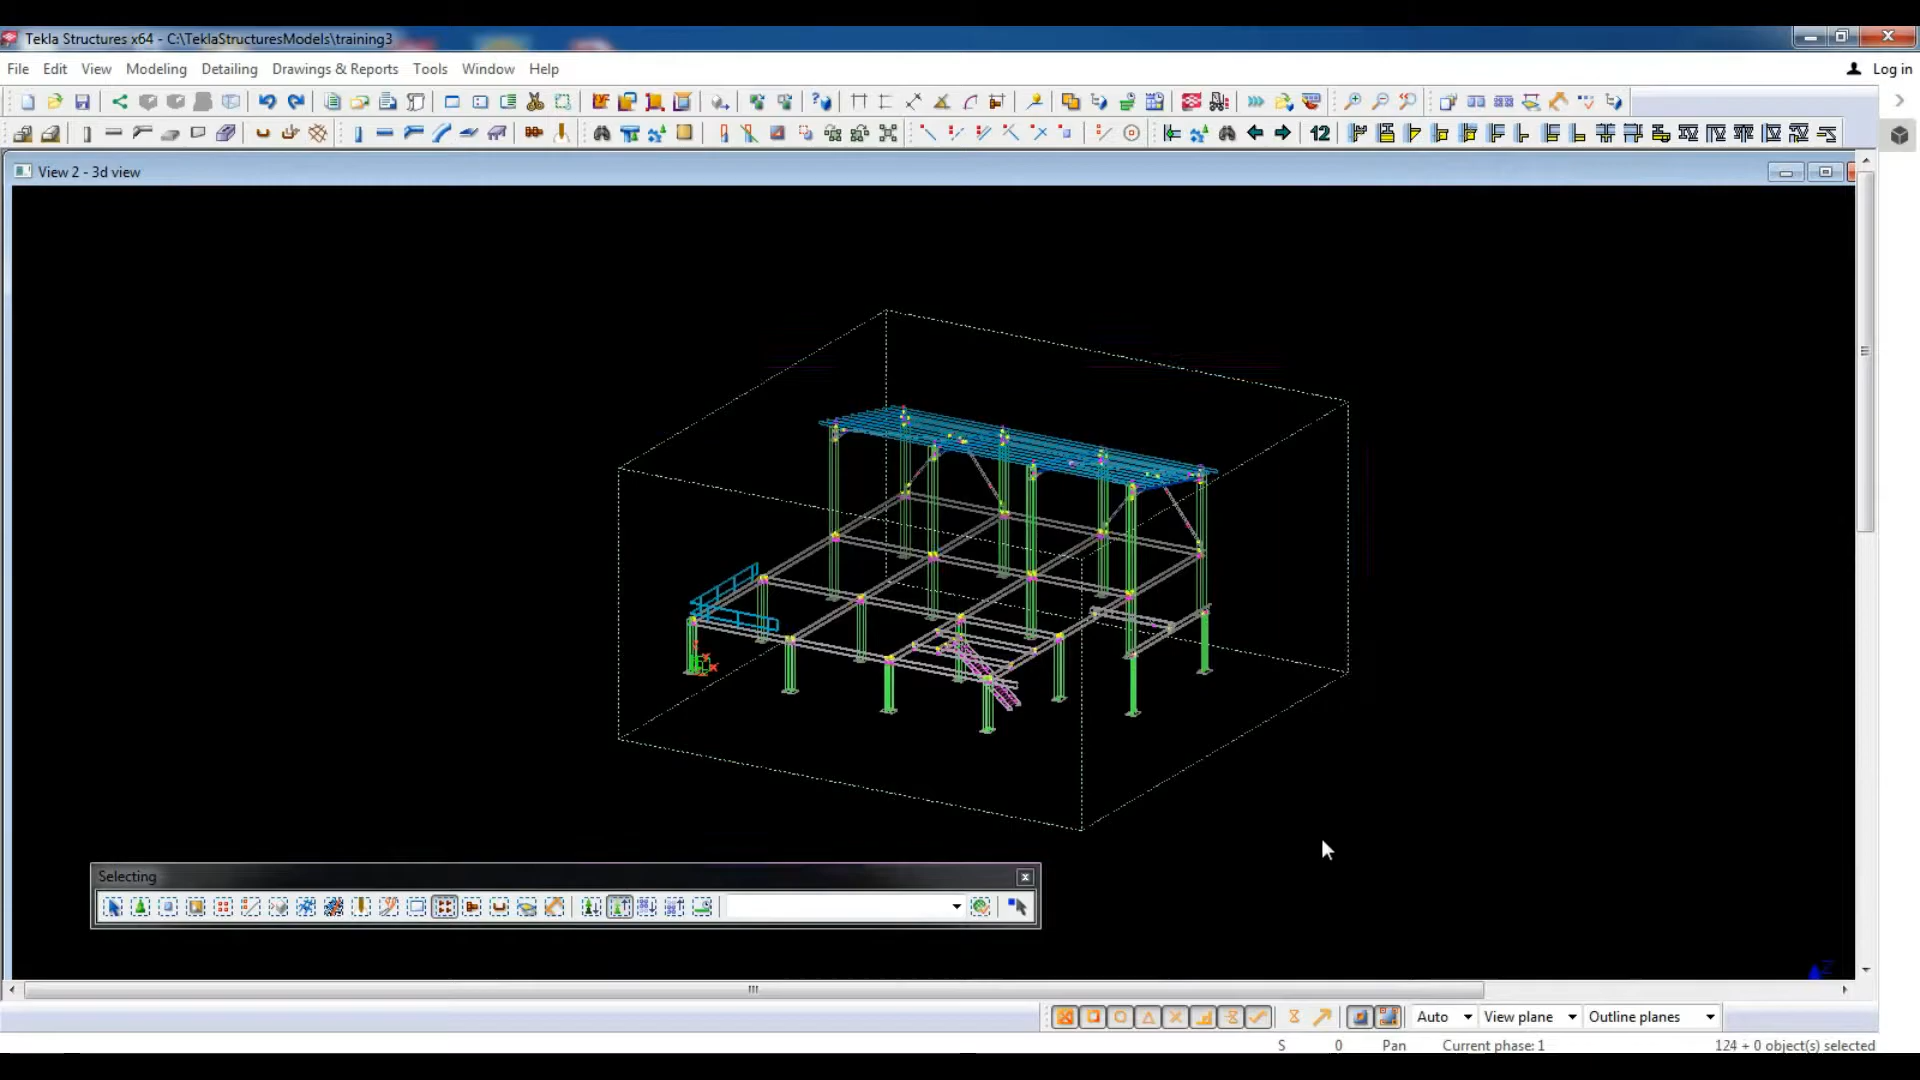 Tekla Structures x64 - C:\TeklaStructuresModels\training3
File Edit View Modeling Detailing Drawings & Reports Tools Window Help
Log in
12
View 2 - 3d view
Selecting
Auto View plane Outline planes
S 0 Pan Current phase: 1 124 + 0 object(s) selected